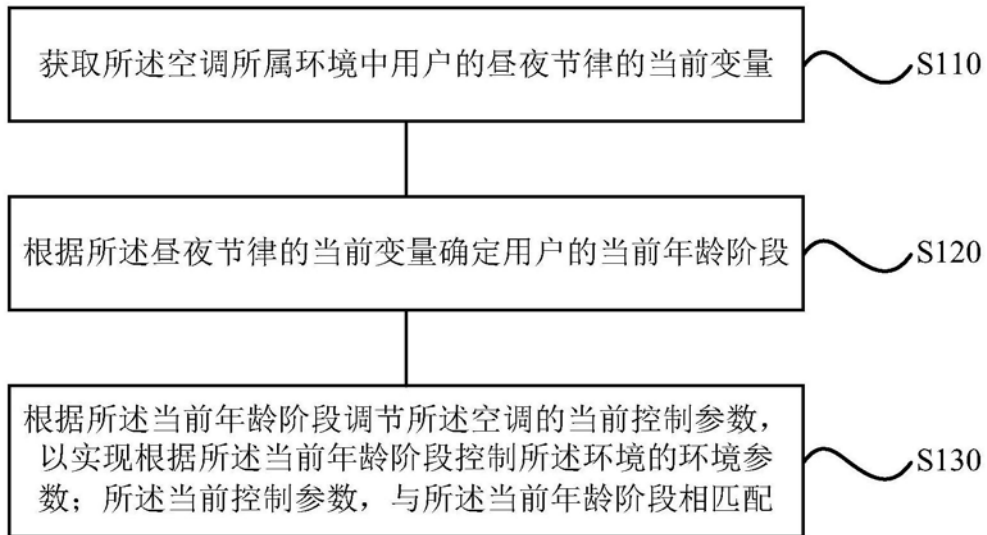 获取所述空调所属环境中用户的昼夜节律的当前变量
S110
根据所述昼夜节律的当前变量确定用户的当前年龄阶段
S120
根据所述当前年龄阶段调节所述空调的当前控制参数，
以实现根据所述当前年龄阶段控制所述环境的环境参
数；所述当前控制参数，与所述当前年龄阶段相匹配
S130